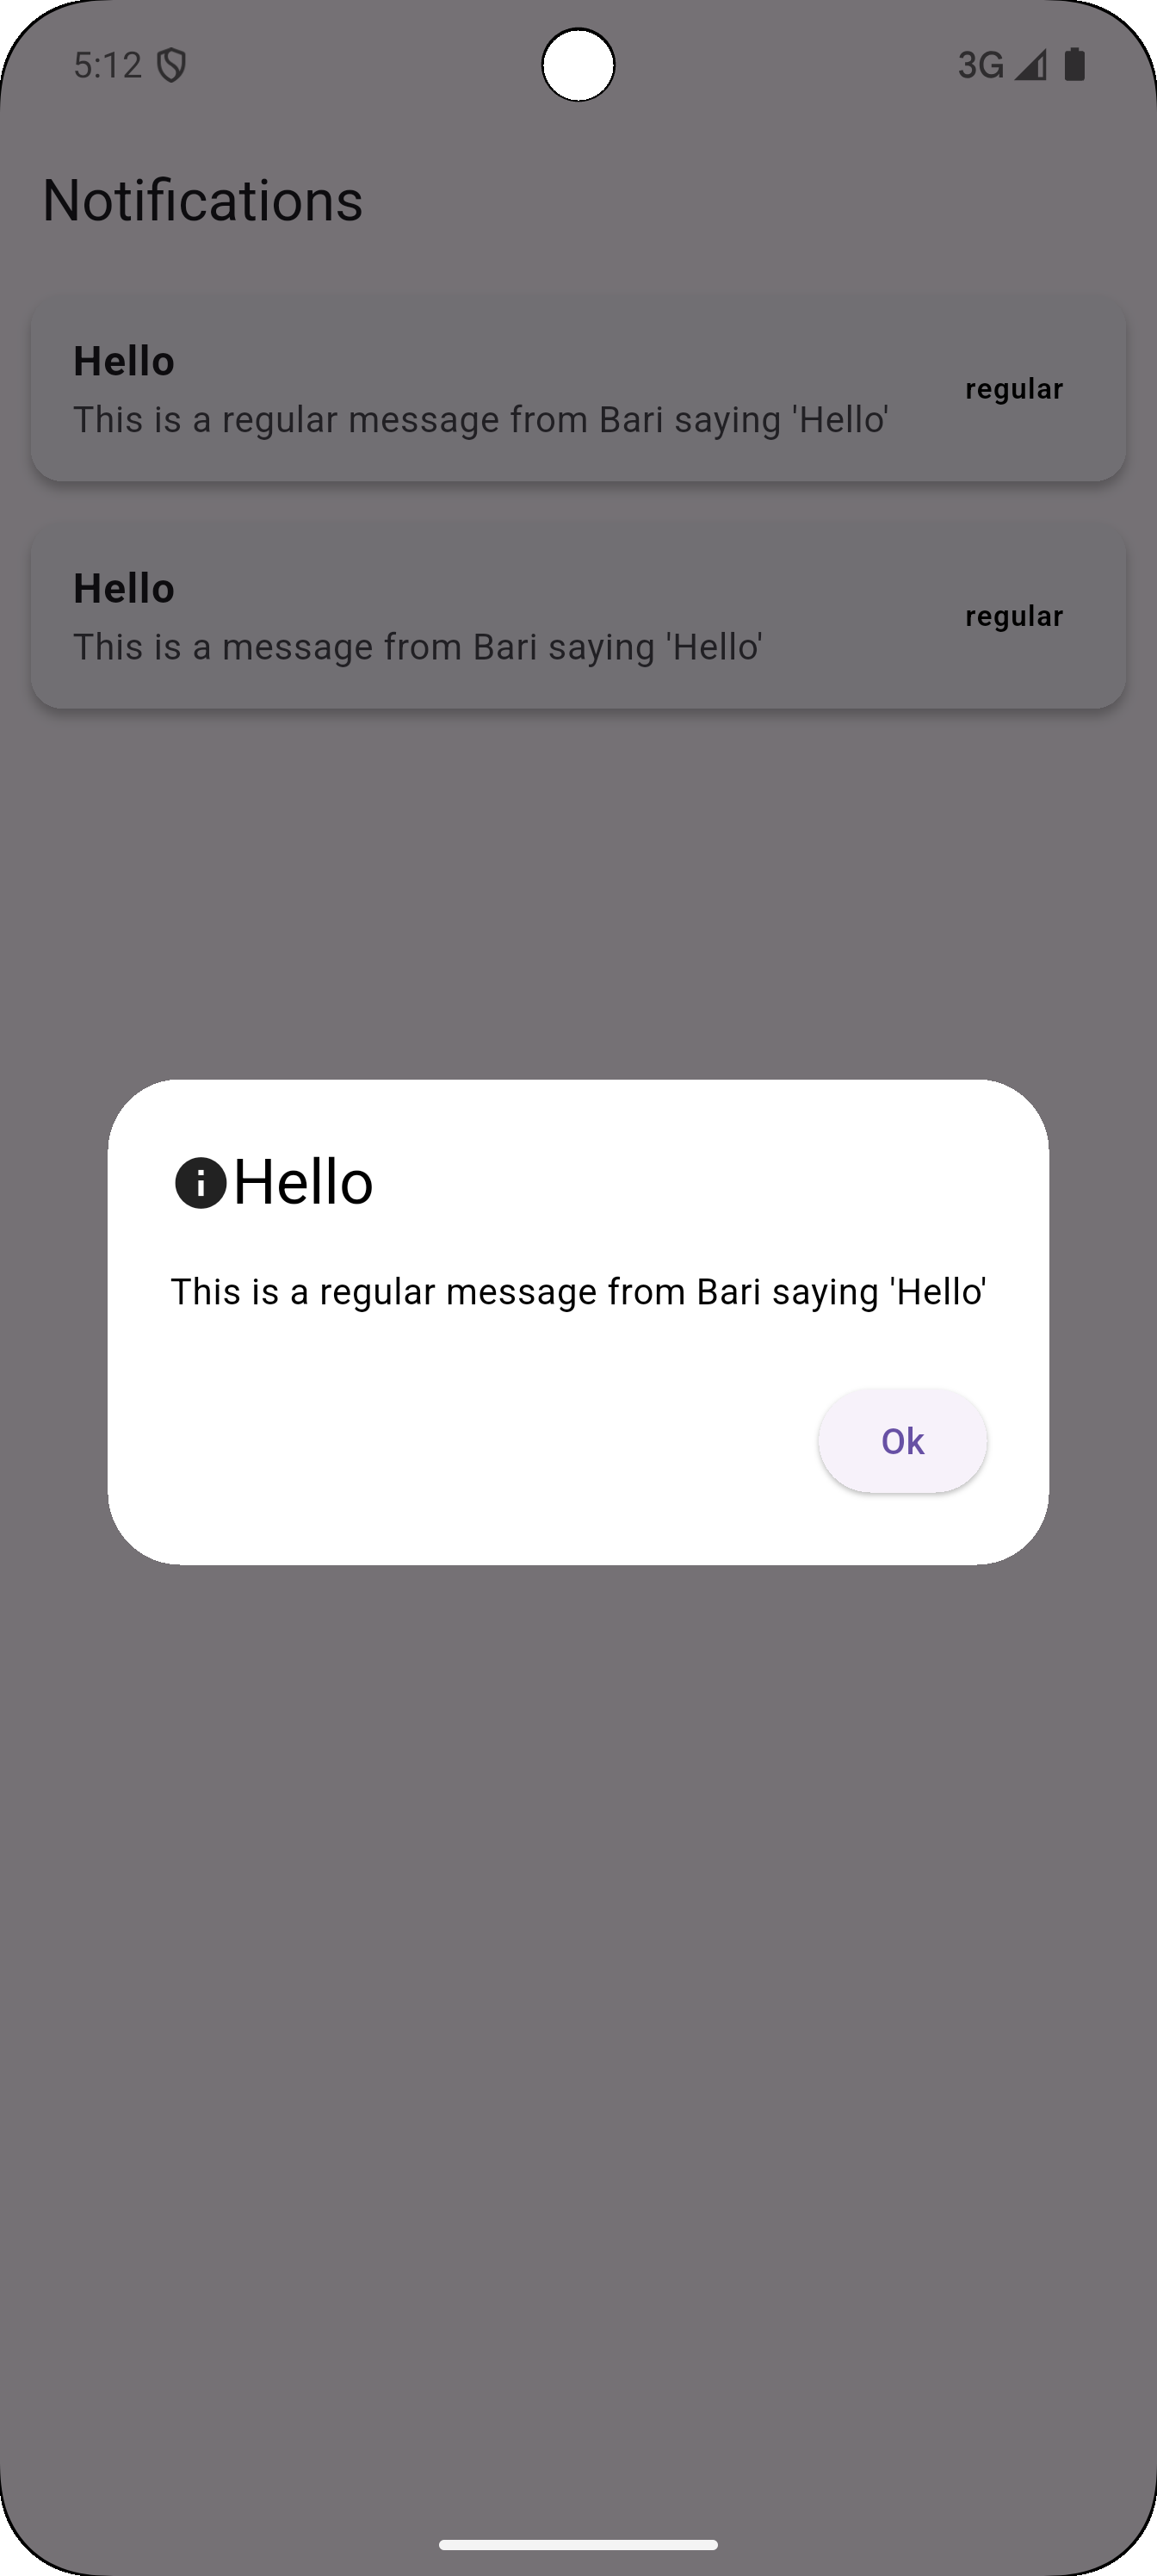 5:12
3G
Notifications
Hello
This is a regular message from Bari saying 'Hello'
regular
Hello
This is a message from Bari saying 'Hello'
regular
Hello
This is a regular message from Bari saying 'Hello'
Ok